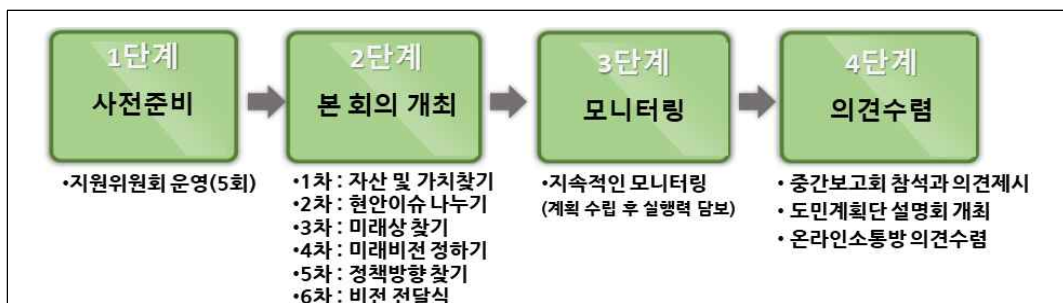 1단계
사전준비
•지원위원회 운영(5회)
2단계
본 회의 개최
•1차 : 자산 및 가치찾기
•2차 : 현안이슈 나누기
•3차 : 미래상 찾기
•4차 : 미래비전 정하기
•5차 : 정책방향 찾기
•6차 : 비전 전달식
3단계
모니터링
•지속적인 모니터링
(계획 수립 후 실행력 담보)
4단계
의견수렴
• 중간보고회 참석과 의견제시
• 도민계획단 설명회 개최
• 온라인소통방 의견수렴